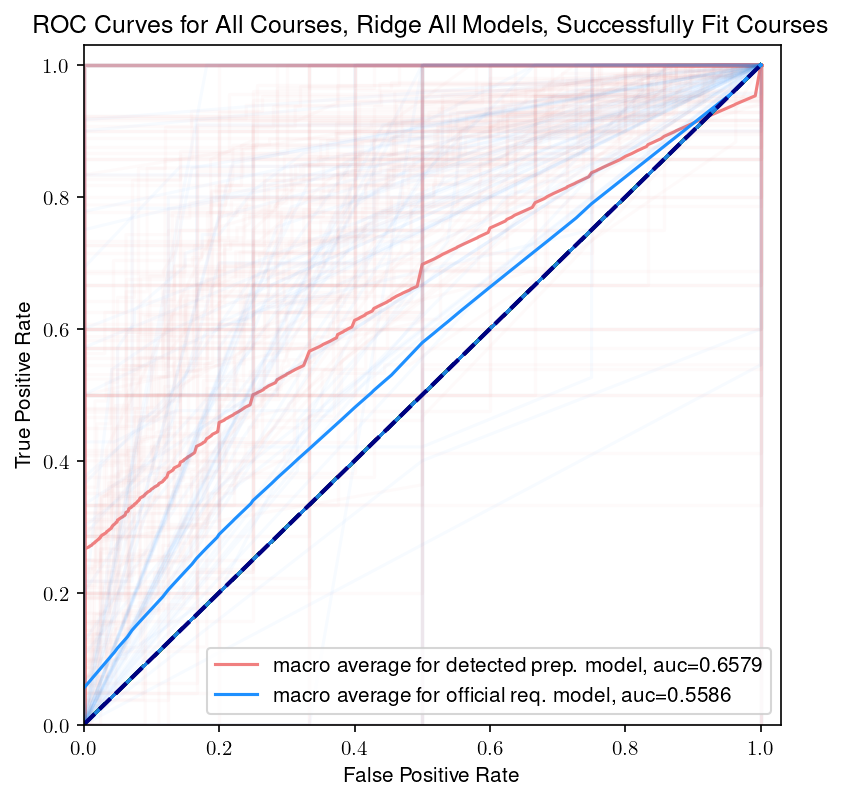 ROC Curves for All Courses, Ridge All Models, Successfully Fit Courses
True Positive Rate
1.0
0.8
0.6
0.4
0.2
0.0
macro average for detected prep. model, auc=0.6579
macro average for official req. model, auc=0.5586
0.0 0.2 0.4 0.6 0.8 1.0
False Positive Rate